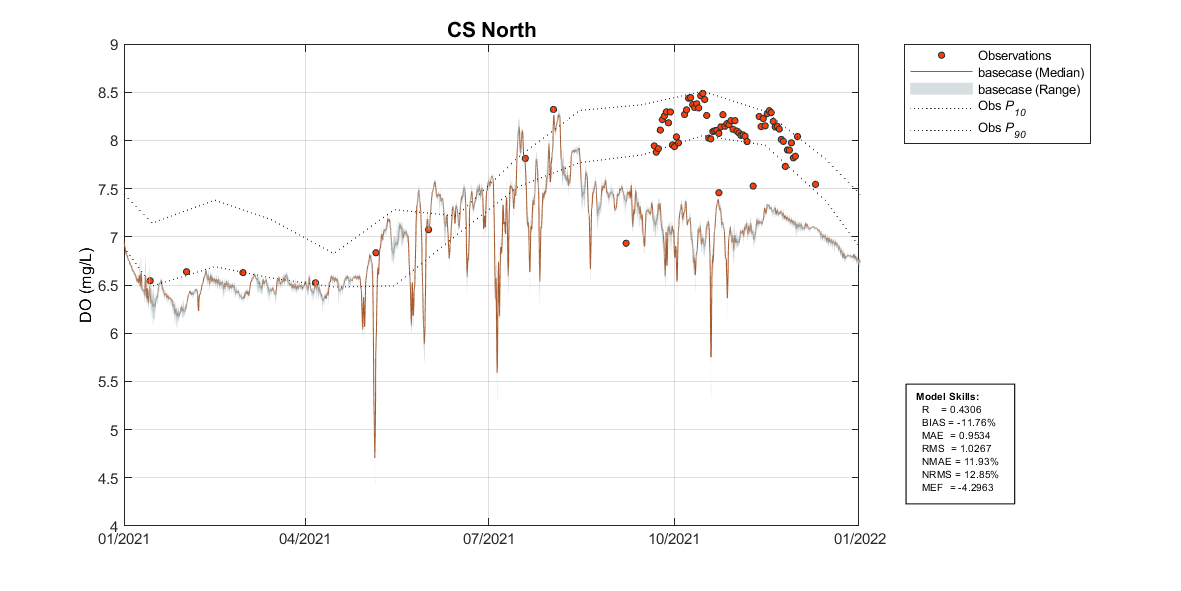 CS North
DO (mg/L)
9
8.5
8
7.5
7
6.5
6
5.5
5
4.5
4
01/2021
04/2021
07/2021
10/2021
01/2022
Observations
basecase (Median)
basecase (Range)
Obs P10
Obs P90
Model Skills:
R = 0.4306
BIAS = -11.76%
MAE = 0.9534
RMS = 1.0267
NMAE = 11.93%
NRMS = 12.85%
MEF = -4.2963